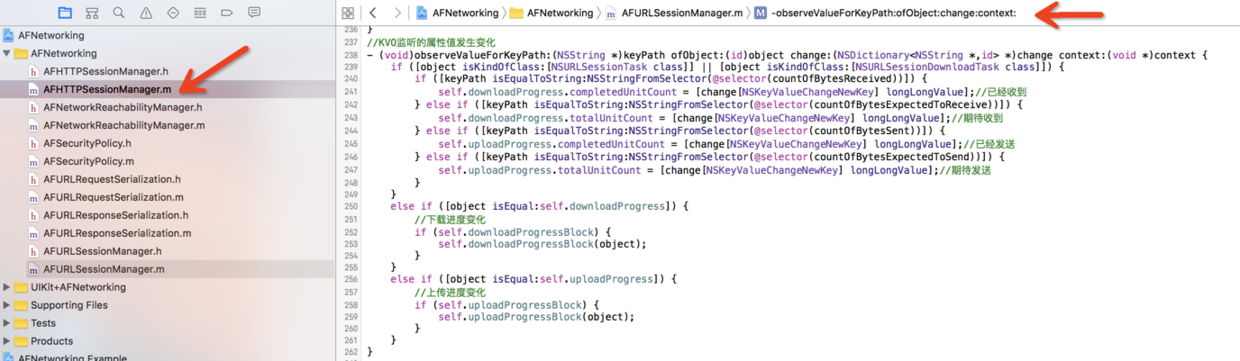 AFNetworking
AFNetworking
AFHTTPSessionManager.h
AFHTTPSessionManager.m
AFNetworkReachabilityManager.h
AFNetworkReachabilityManager.m
AFSecurityPolicy.h
AFSecurityPolicy.m
AFURLRequestSerialization.h
AFURLRequestSerialization.m
AFURLResponseSerialization.h
AFURLResponseSerialization.m
AFURLSessionManager.h
AFURLSessionManager.m
UIKit+AFNetworking
Supporting Files
Tests
Products
AFNetworking Example
AFNetworking > AFNetworking > AFURLSessionManager.m > M -observeValueForKeyPath:ofObject:change:context:
236 }
237 //KVO监听的属性值发生变化
238 - (void)observeValueForKeyPath:(NSString *)keyPath ofObject:(id)object change:(NSDictionary<NSString *,id> *)change context:(void *)context {
239 if ([object isKindOfClass:[NSURLSessionTask class]] || [object isKindOfClass:[NSURLSessionDownloadTask class]]) {
240 if ([keyPath isEqualToString:NSStringFromSelector(@selector(countOfBytesReceived))]) {
241 self.downloadProgress.completedUnitCount = [change[NSKeyValueChangeNewKey] longLongValue];//已经收到
242 } else if ([keyPath isEqualToString:NSStringFromSelector(@selector(countOfBytesExpectedToReceive))]) {
243 self.downloadProgress.totalUnitCount = [change[NSKeyValueChangeNewKey] longLongValue];//期待收到
244 } else if ([keyPath isEqualToString:NSStringFromSelector(@selector(countOfBytesSent))]) {
245 self.uploadProgress.completedUnitCount = [change[NSKeyValueChangeNewKey] longLongValue];//已经发送
246 } else if ([keyPath isEqualToString:NSStringFromSelector(@selector(countOfBytesExpectedToSend))]) {
247 self.uploadProgress.totalUnitCount = [change[NSKeyValueChangeNewKey] longLongValue];//期待发送
248 }
249 }
250 else if ([object isEqual:self.downloadProgress]) {
251 //下载进度变化
252 if (self.downloadProgressBlock) {
253 self.downloadProgressBlock(object);
254 }
255 }
256 else if ([object isEqual:self.uploadProgress]) {
257 //上传进度变化
258 if (self.uploadProgressBlock) {
259 self.uploadProgressBlock(object);
260 }
261 }
262 }